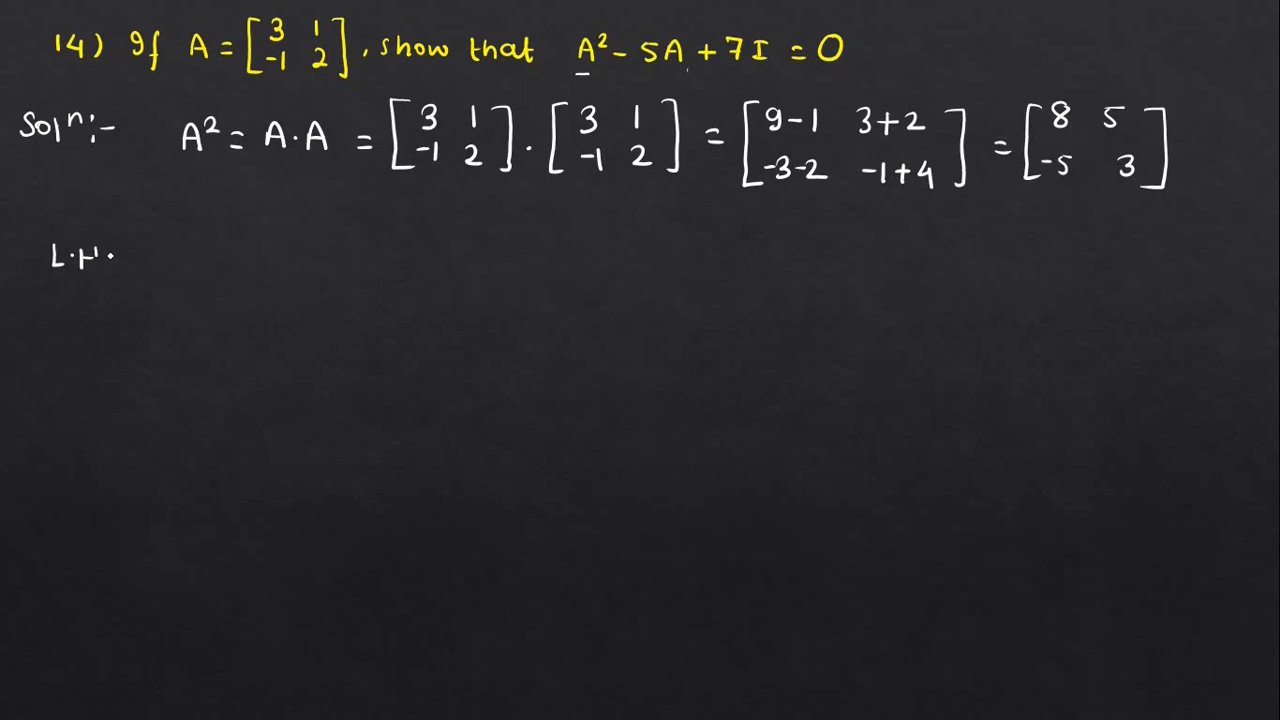 14) If A = [3 1; -1 2], show that A² - 5A + 7I = O
Solⁿ:- A² = A·A = [3 1; -1 2] · [3 1; -1 2] = [9-1 3+2; -3-2 -1+4] = [8 5; -5 3]
L.H.